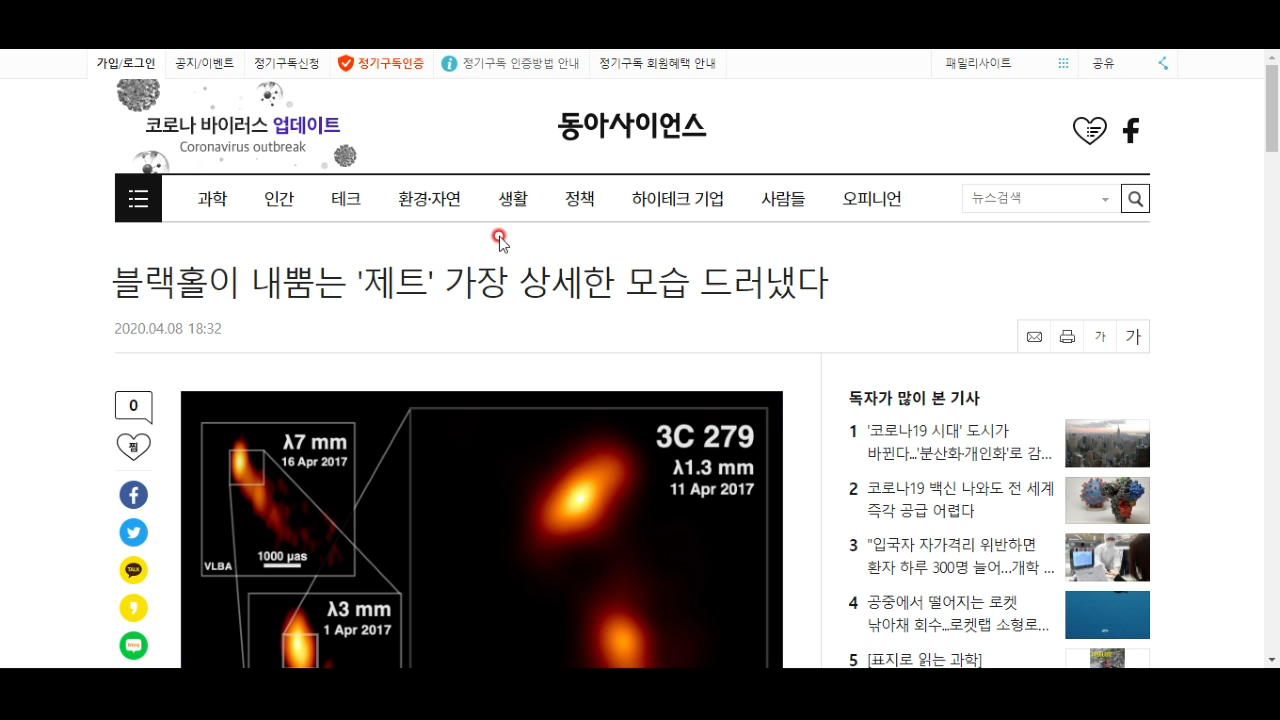 가입/로그인
공지/이벤트
정기구독신청
정기구독인증
정기구독 인증방법 안내
정기구독 회원혜택 안내
패밀리사이트
공유
코로나 바이러스 업데이트
Coronavirus outbreak
동아사이언스
과학
인간
테크
환경·자연
생활
정책
하이테크 기업
사람들
오피니언
뉴스검색
블랙홀이 내뿜는 '제트' 가장 상세한 모습 드러냈다
2020.04.08 18:32
가
가
0
찜
TALK
λ7 mm
16 Apr 2017
1000 μas
VLBA
λ3 mm
1 Apr 2017
3C 279
λ1.3 mm
11 Apr 2017
독자가 많이 본 기사
1 '코로나19 시대' 도시가
바뀐다...'분산화·개인화'로 감...
2 코로나19 백신 나와도 전 세계
즉각 공급 어렵다
3 "입국자 자가격리 위반하면
환자 하루 300명 늘어...개학 ...
4 공중에서 떨어지는 로켓
낚아채 회수...로켓랩 소형로...
5 [표지로 읽는 과학]